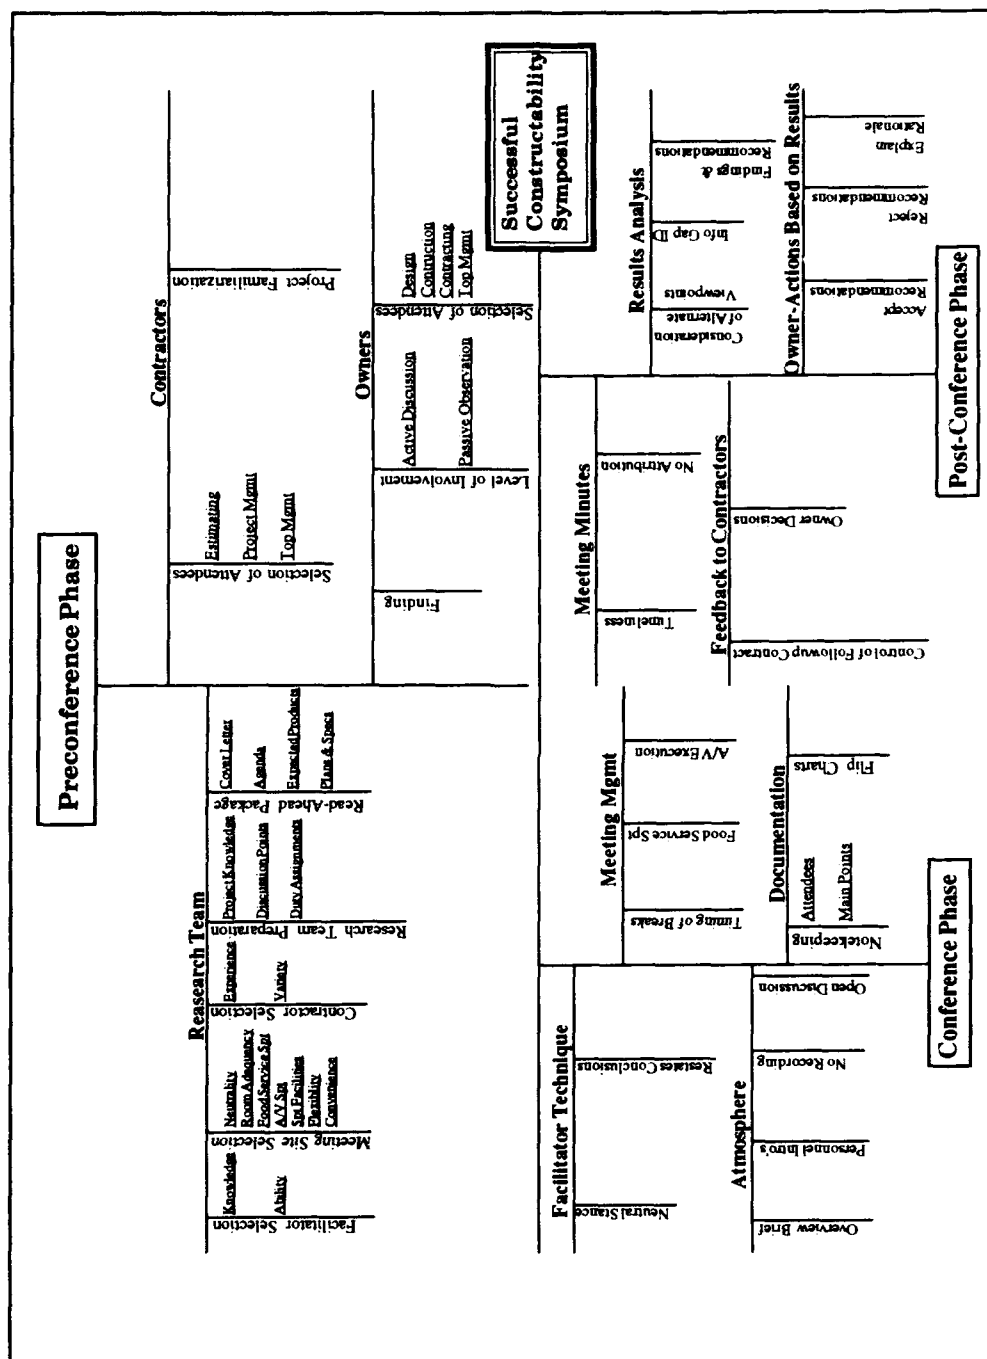 Preconference Phase
Reasearch Team
Facilitator Selection
Knowledge
Ability
Meeting Site Selection
Neutrality
Room Adequency
Food Service Spt
A/V Spt
Spt Facilities
Flexiblity
Convenience
Contractor Selection
Experience
Variety
Research Team Preparation
Project Knowledge
Discussion Points
Duty Assignments
Read-Ahead Package
Cover Letter
Agenda
Expected Products
Plans & Specs
Contractors
Selection of Attendees
Estimating
Project Mgmt
Top Mgmt
Project Familiarization
Owners
Finding
Level of Involvement
Active Discussion
Passive Observation
Selection of Attendees
Design
Contruction
Contracting
Top Mgmt
Successful
Constructability
Symposium
Facilitator Technique
Neutral Stance
Restates Conclusions
Atmosphere
Overview Brief
Personnel Intro's
No Recording
Open Discussion
Meeting Mgmt
Timing of Breaks
Food Service Spt
A/V Execution
Documentation
Notekeeping
Attendees
Main Points
Flip Charts
Conference Phase
Meeting Minutes
Timeliness
No Attribution
Feedback to Contractors
Control of Followup Contract
Owner Decisions
Results Analysis
Consideration
of Alternate
Viewpoints
Info Gap ID
Findings &
Recommendations
Owner-Actions Based on Results
Accept
Recommendations
Reject
Recommendations
Explain
Rationale
Post-Conference Phase